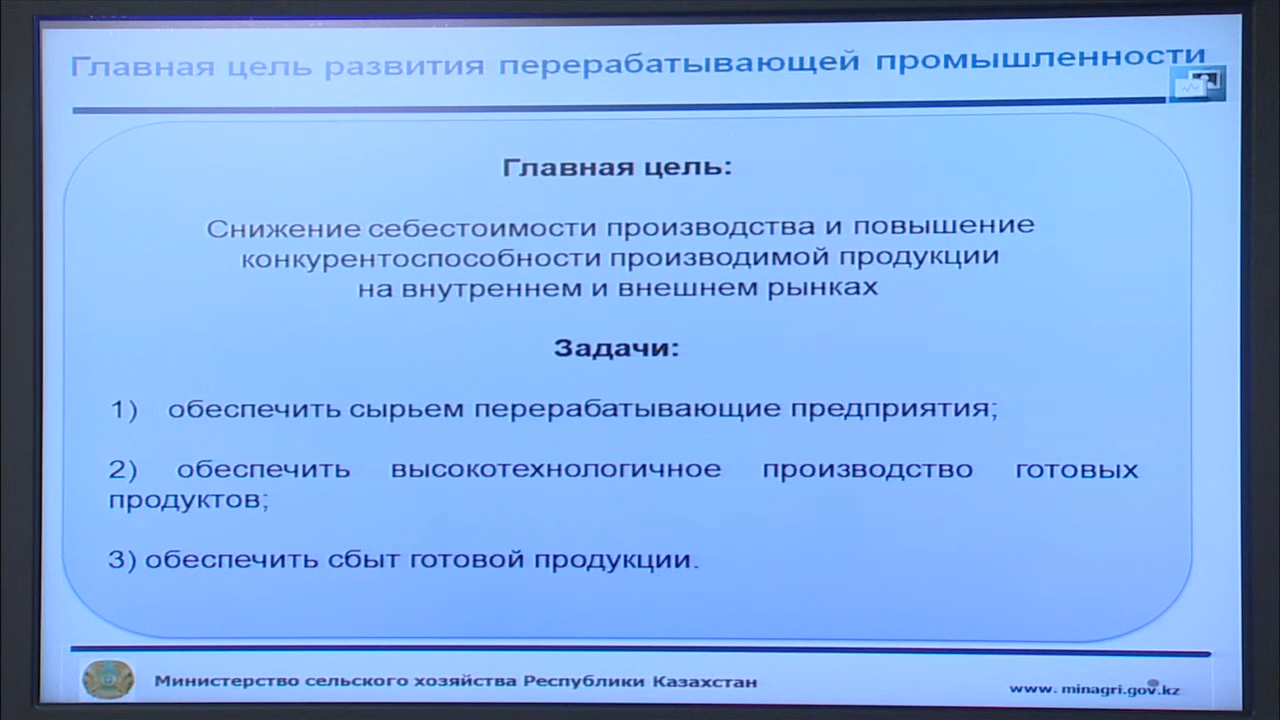 Главная цель развития перерабатывающей промышленности
Главная цель:
Снижение себестоимости производства и повышение
конкурентоспособности производимой продукции
на внутреннем и внешнем рынках
Задачи:
1) обеспечить сырьем перерабатывающие предприятия;
2) обеспечить высокотехнологичное производство готовых
продуктов;
3) обеспечить сбыт готовой продукции.
Министерство сельского хозяйства Республики Казахстан
www. minagri.gov.kz